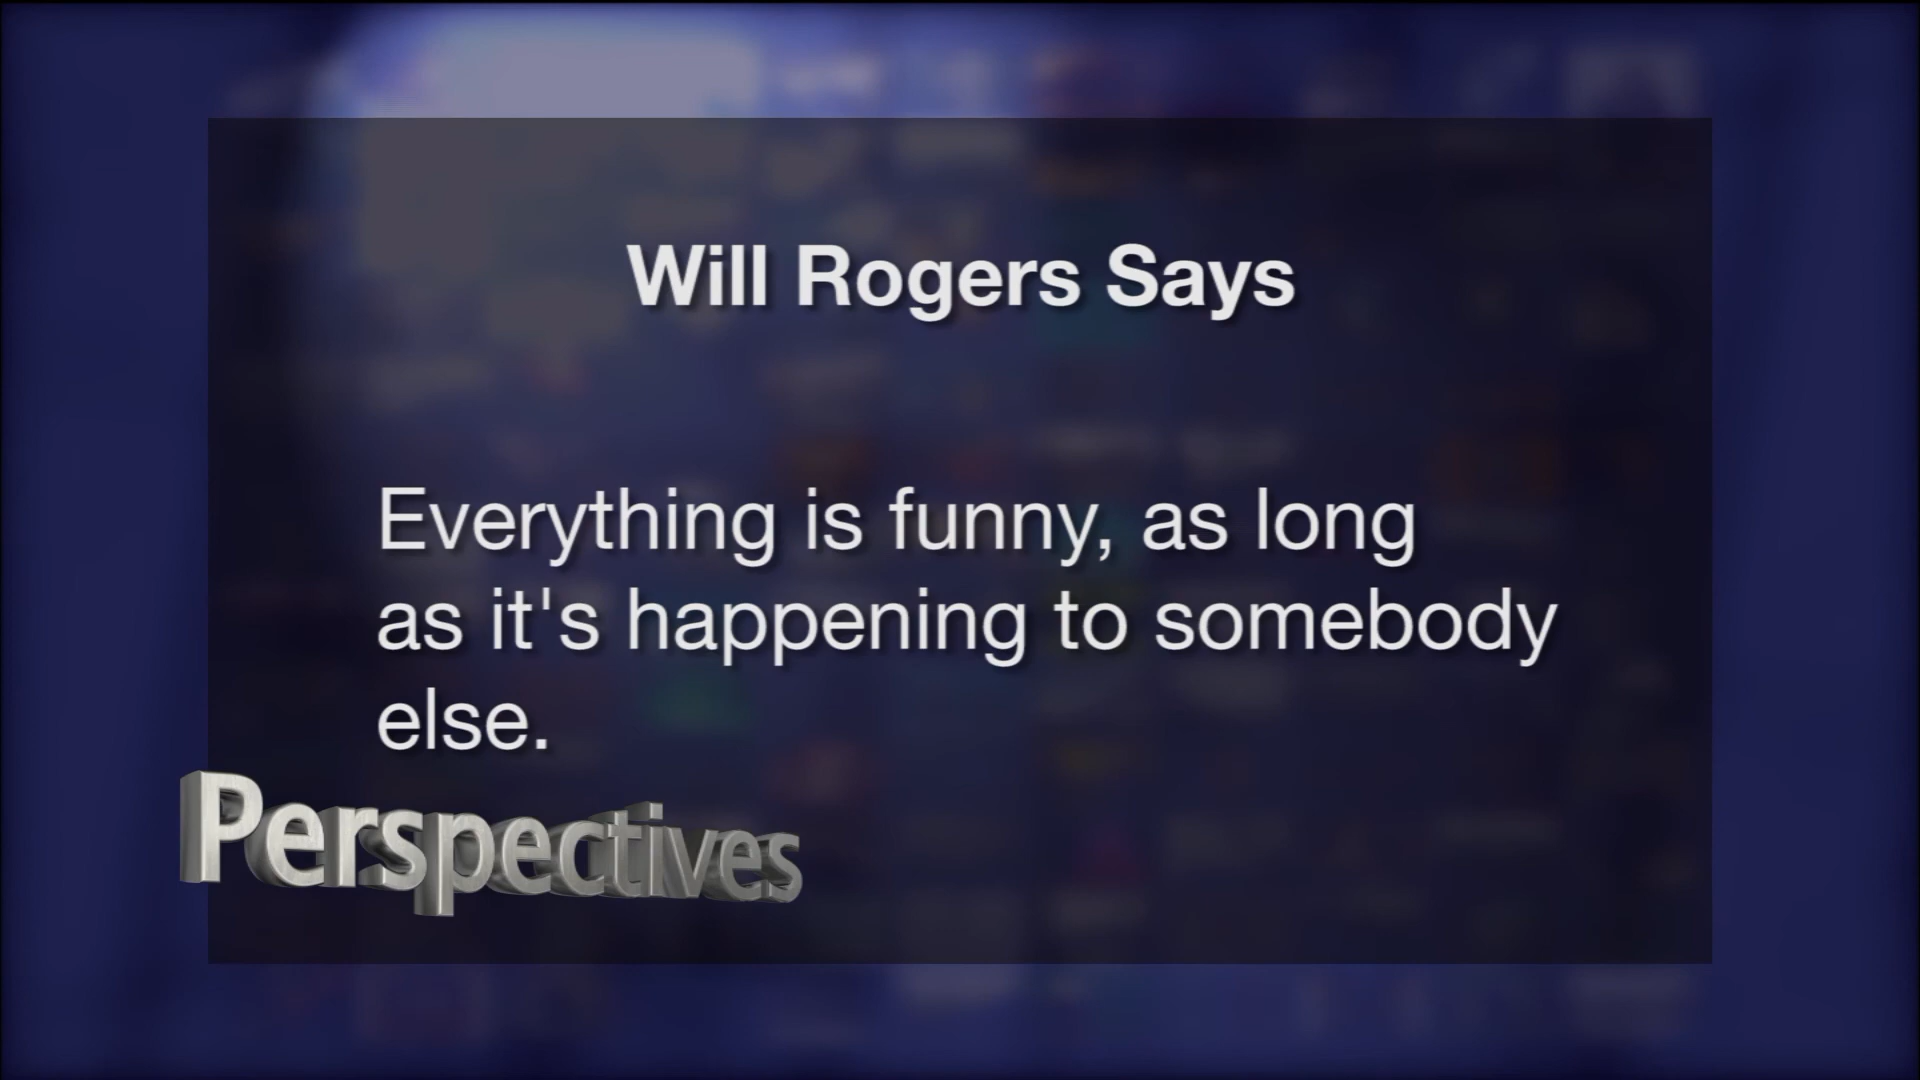 Will Rogers Says
Everything is funny, as long
as it's happening to somebody
else.
Perspectives